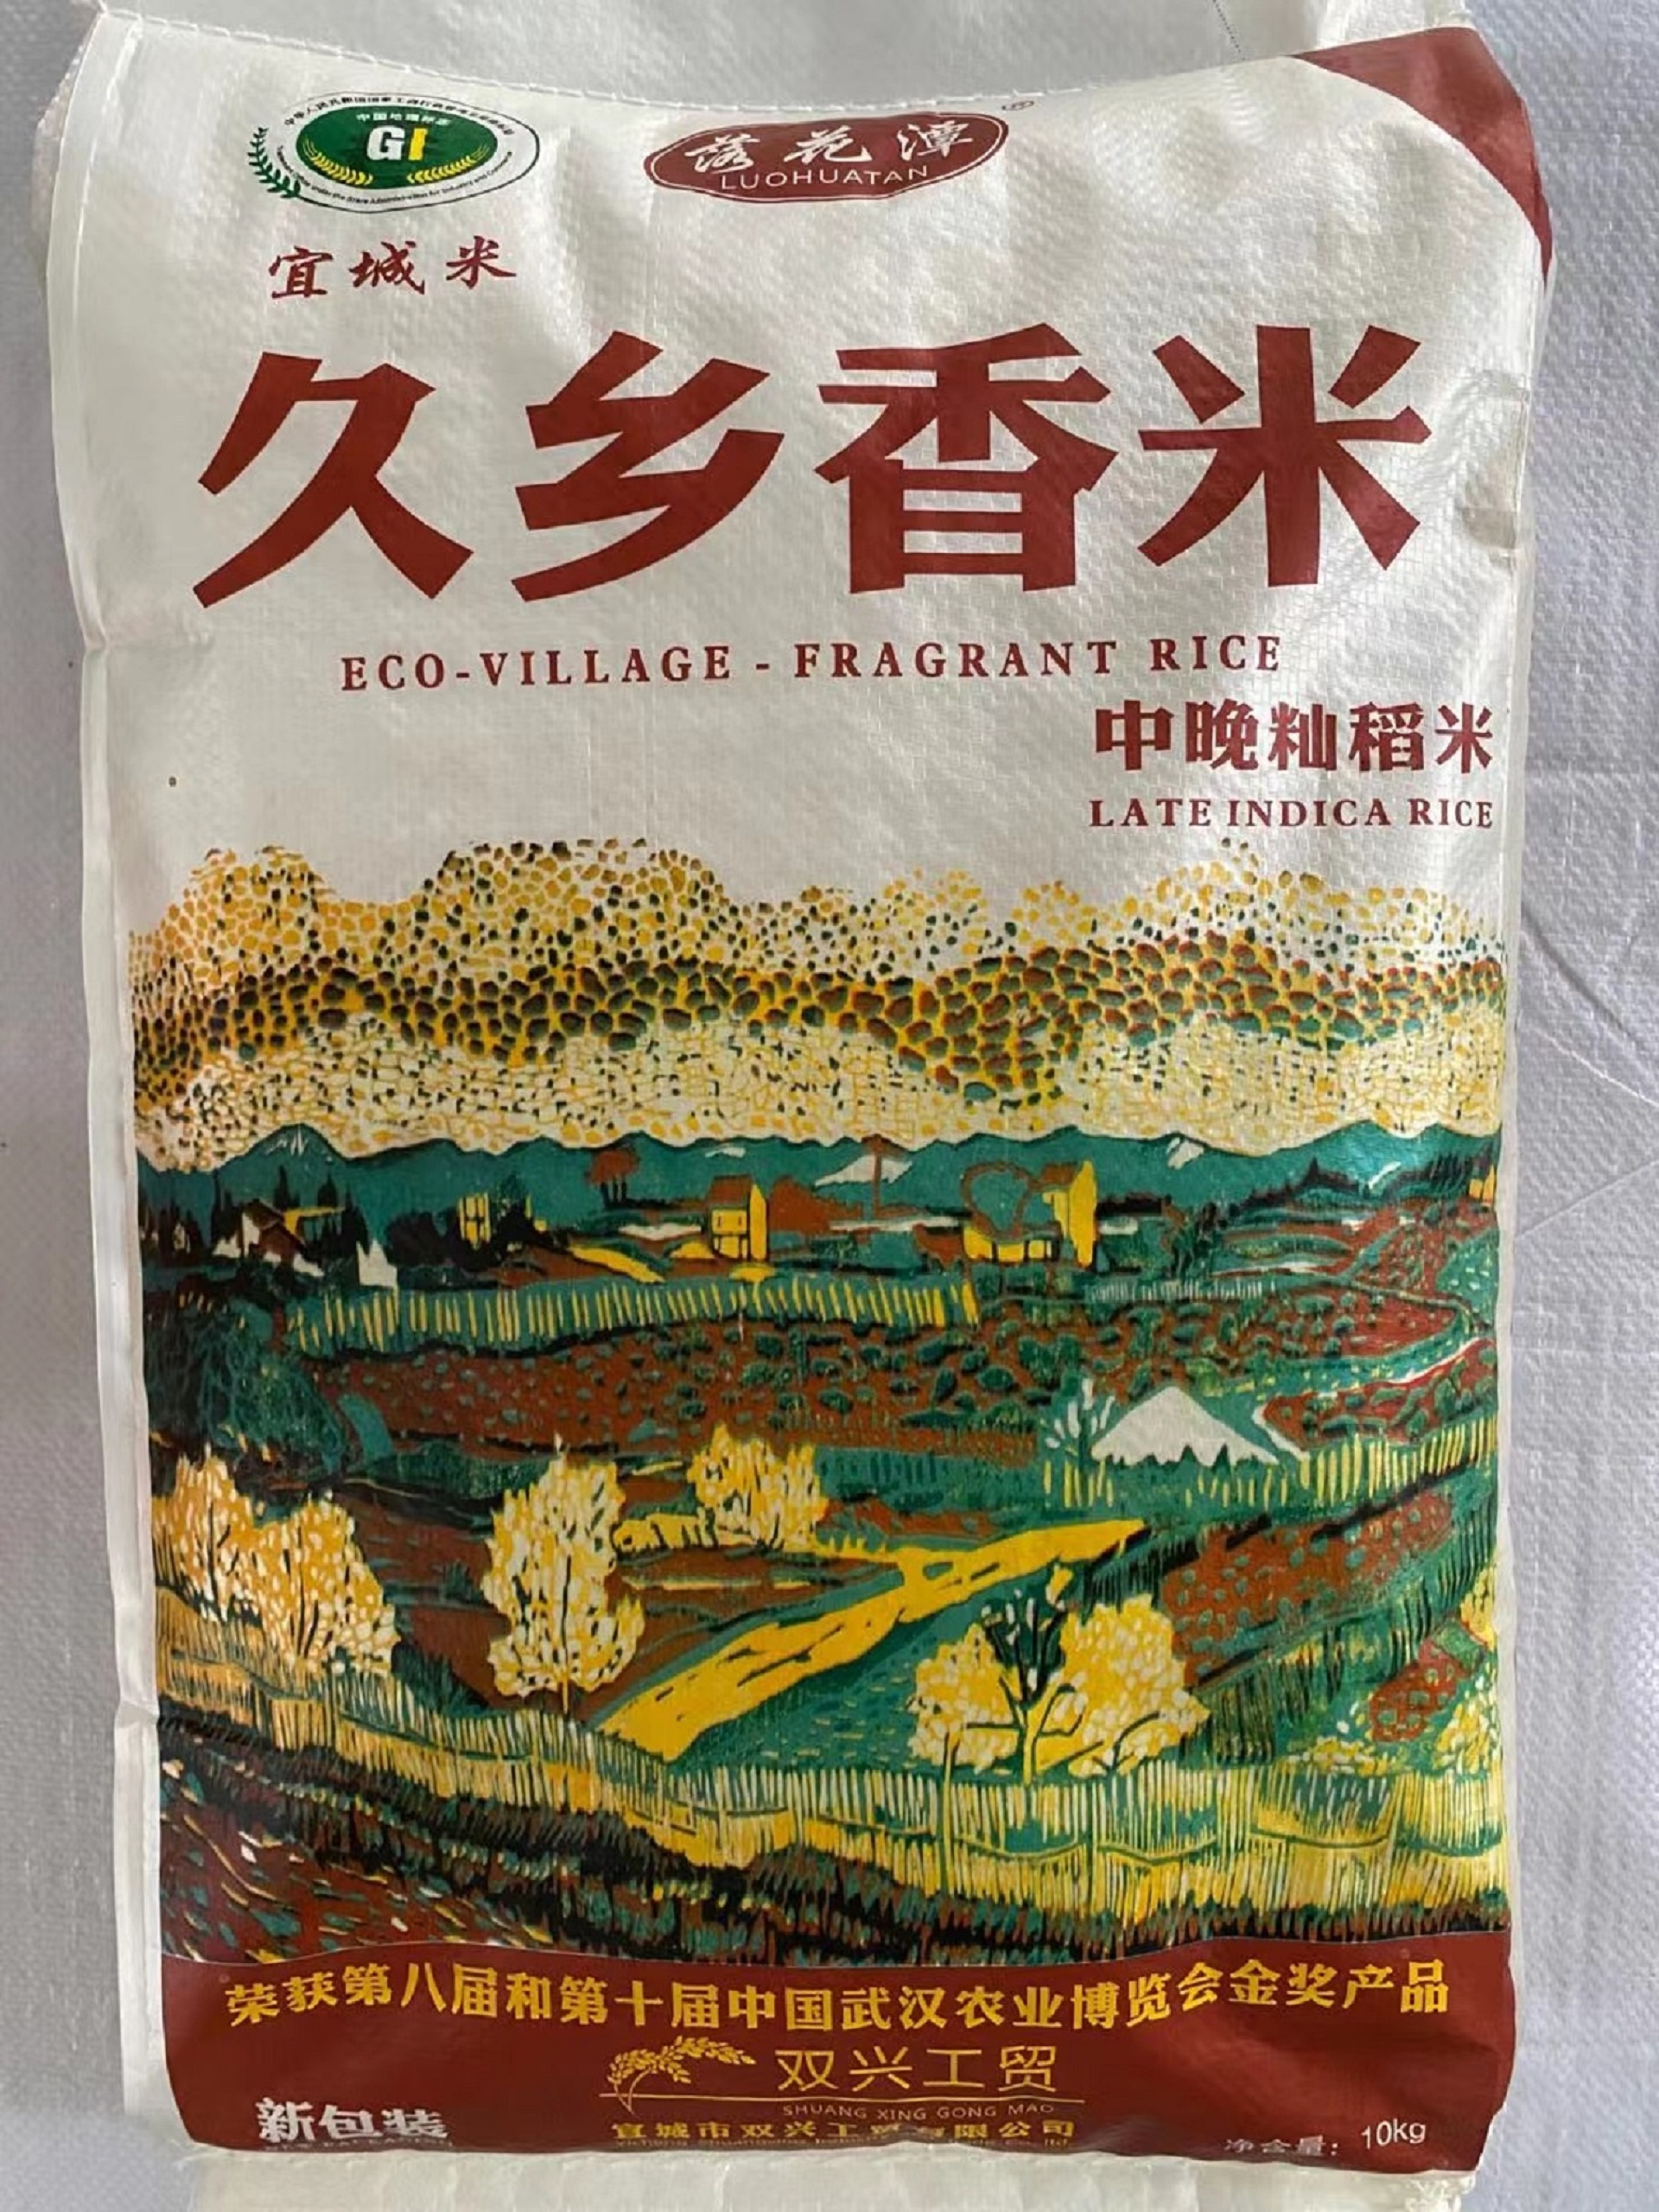 中国地理标志
GI
落花潭
LUOHUATAN
宜城米
久乡香米
ECO-VILLAGE - FRAGRANT RICE
中晚籼稻米
LATE INDICA RICE
荣获第八届和第十届中国武汉农业博览会金奖产品
双兴工贸
SHUANG XING GONG MAO
宜城市双兴工贸有限公司
新包装
净含量: 10kg